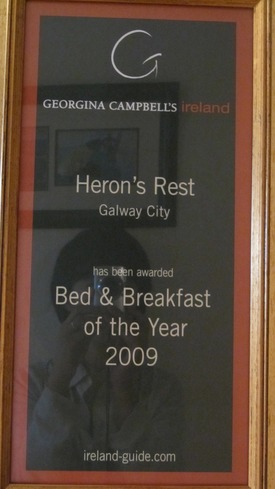 G
GEORGINA CAMPBELL'S ireland
Heron's Rest
Galway City
has been awarded
Bed & Breakfast
of the Year
2009
ireland-guide.com